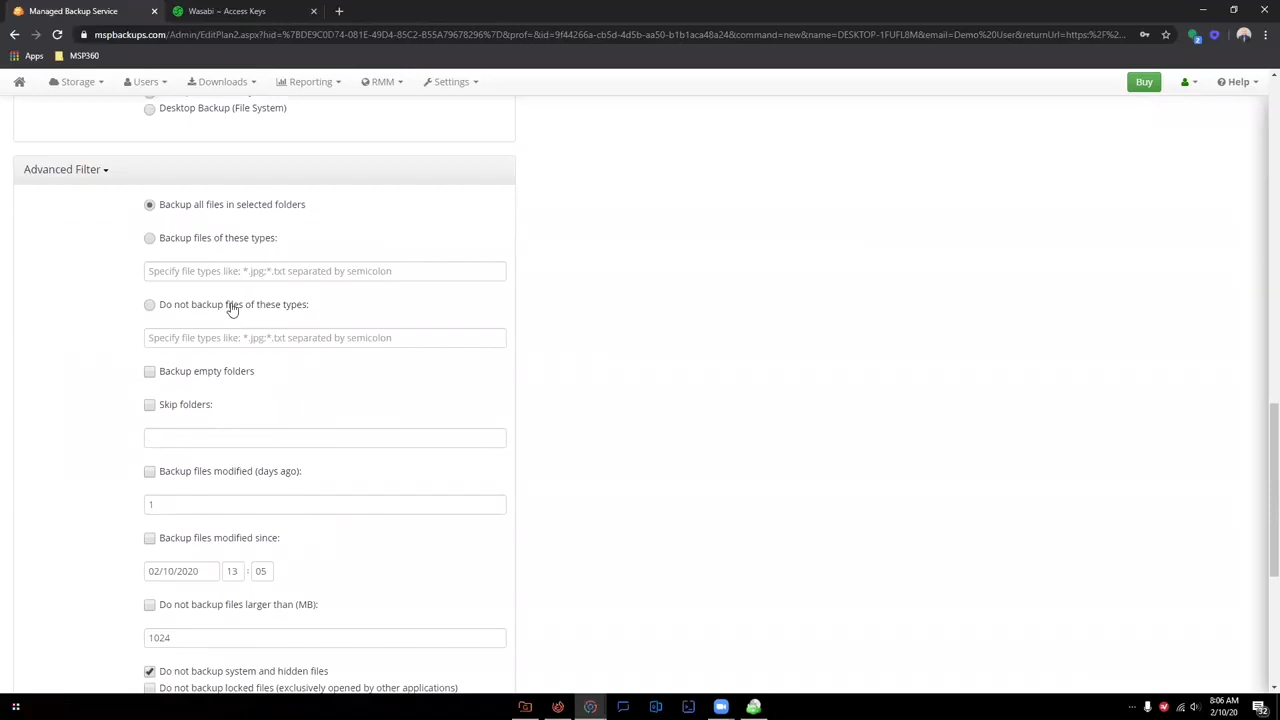 Managed Backup Service
Wasabi ~ Access Keys
mspbackups.com/Admin/EditPlan2.aspx?hid=%7BDE9C0D74-081E-49D4-85C2-B55A79678296%7D&prof=&id=9f44266a-cb5d-4d5b-aa50-b1b1aca48a24&command=new&name=DESKTOP-1FUFL8M&email=Demo%20User&returnUrl=https:%2F%2...
Apps
MSP360
Storage
Users
Downloads
Reporting
RMM
Settings
Buy
Help
Desktop Backup (File System)
Advanced Filter
Backup all files in selected folders
Backup files of these types:
Specify file types like: *.jpg;*.txt separated by semicolon
Do not backup files of these types:
Specify file types like: *.jpg;*.txt separated by semicolon
Backup empty folders
Skip folders:
Backup files modified (days ago):
1
Backup files modified since:
02/10/2020 13 : 05
Do not backup files larger than (MB):
1024
Do not backup system and hidden files
Do not backup locked files (exclusively opened by other applications)
8:06 AM
2/10/20